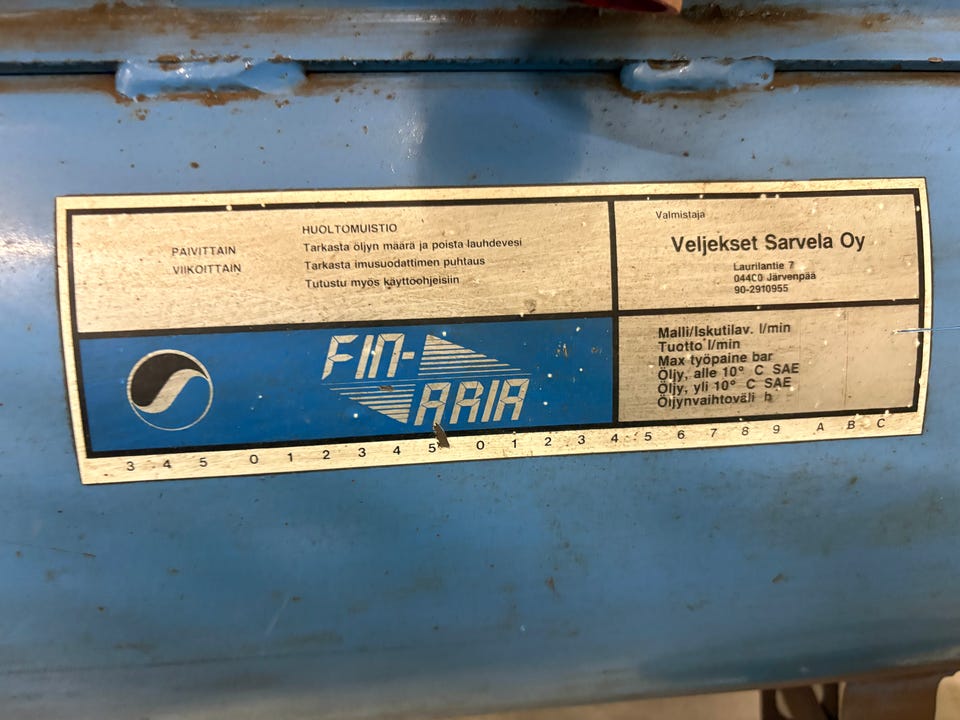 HUOLTOMUISTIO
PÄIVITTAIN Tarkasta öljyn määrä ja poista lauhdevesi
VIIKOITTAIN Tarkasta imusuodattimen puhtaus
Tutustu myös käyttöohjeisiin
Valmistaja
Veljekset Sarvela Oy
Laurilantie 7
04400 Järvenpää
90-2910955
FIN-
ARIA
Malli/Iskutilav. l/min
Tuotto l/min
Max työpaine bar
Öljy, alle 10° C SAE
Öljy, yli 10° C SAE
Öljynvaihtoväli h
3 4 5 0 1 2 3 4 5 0 1 2 3 4 5 6 7 8 9 A B C